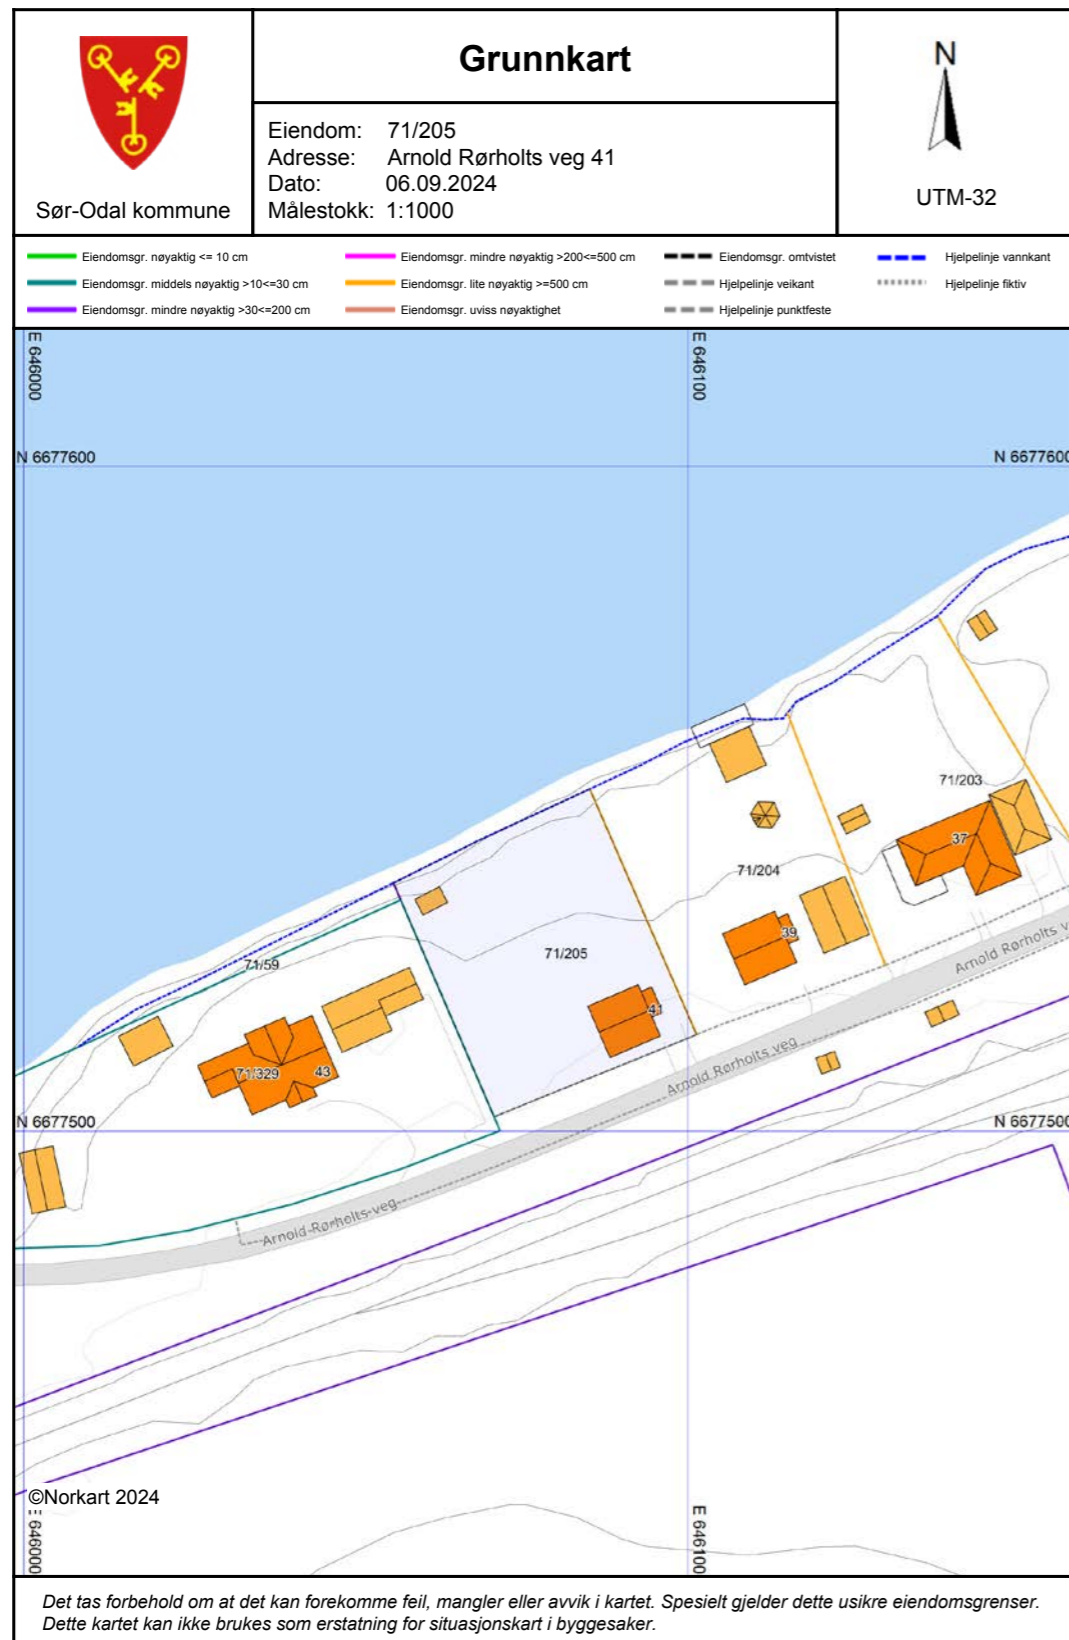 Grunnkart
Eiendom: 71/205
Adresse: Arnold Rørholts veg 41
Dato: 06.09.2024
Målestokk: 1:1000
Sør-Odal kommune
N
UTM-32
Eiendomsgr. nøyaktig <= 10 cm
Eiendomsgr. middels nøyaktig >10<=30 cm
Eiendomsgr. mindre nøyaktig >30<=200 cm
Eiendomsgr. mindre nøyaktig >200<=500 cm
Eiendomsgr. lite nøyaktig >=500 cm
Eiendomsgr. uviss nøyaktighet
Eiendomsgr. omtvistet
Hjelpelinje veikant
Hjelpelinje punktfeste
Hjelpelinje vannkant
Hjelpelinje fiktiv
E 646000
E 646100
N 6677600
N 6677600
71/203
37
71/204
39
Arnold Rørholts v
71/205
41
71/59
Arnold Rørholts veg
71/329
43
N 6677500
N 6677500
Arnold Rørholts veg
©Norkart 2024
E 646000
E 646100
Det tas forbehold om at det kan forekomme feil, mangler eller avvik i kartet. Spesielt gjelder dette usikre eiendomsgrenser.
Dette kartet kan ikke brukes som erstatning for situasjonskart i byggesaker.